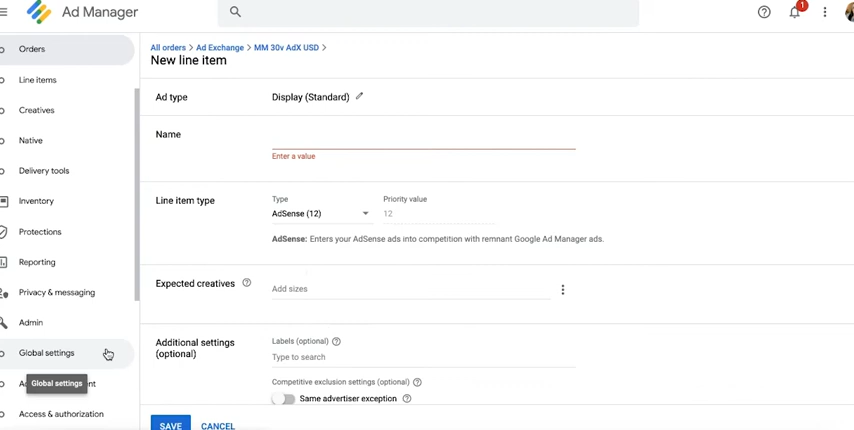 Ad Manager
1
Orders
Line items
Creatives
Native
Delivery tools
Inventory
Protections
Reporting
Privacy & messaging
Admin
Global settings
Global settings
Access & authorization
All orders > Ad Exchange > MM 30v AdX USD >
New line item
Ad type
Display (Standard)
Name
Enter a value
Line item type
Type
Priority value
AdSense (12)
12
AdSense: Enters your AdSense ads into competition with remnant Google Ad Manager ads.
Expected creatives
Add sizes
Additional settings
(optional)
Labels (optional)
Type to search
Competitive exclusion settings (optional)
Same advertiser exception
SAVE CANCEL